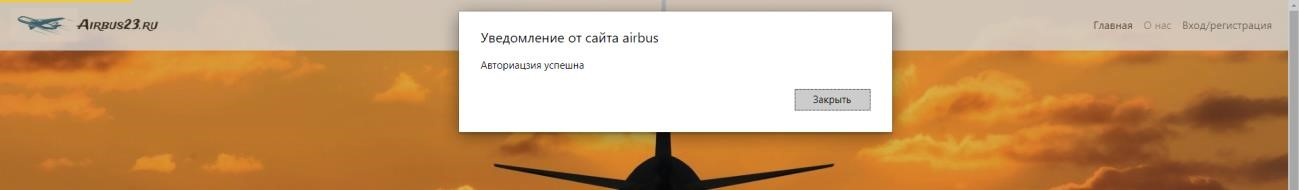 AIRBUS23.RU
Главная О нас Вход/регистрация
Уведомление от сайта airbus
Авториацзия успешна
Закрыть